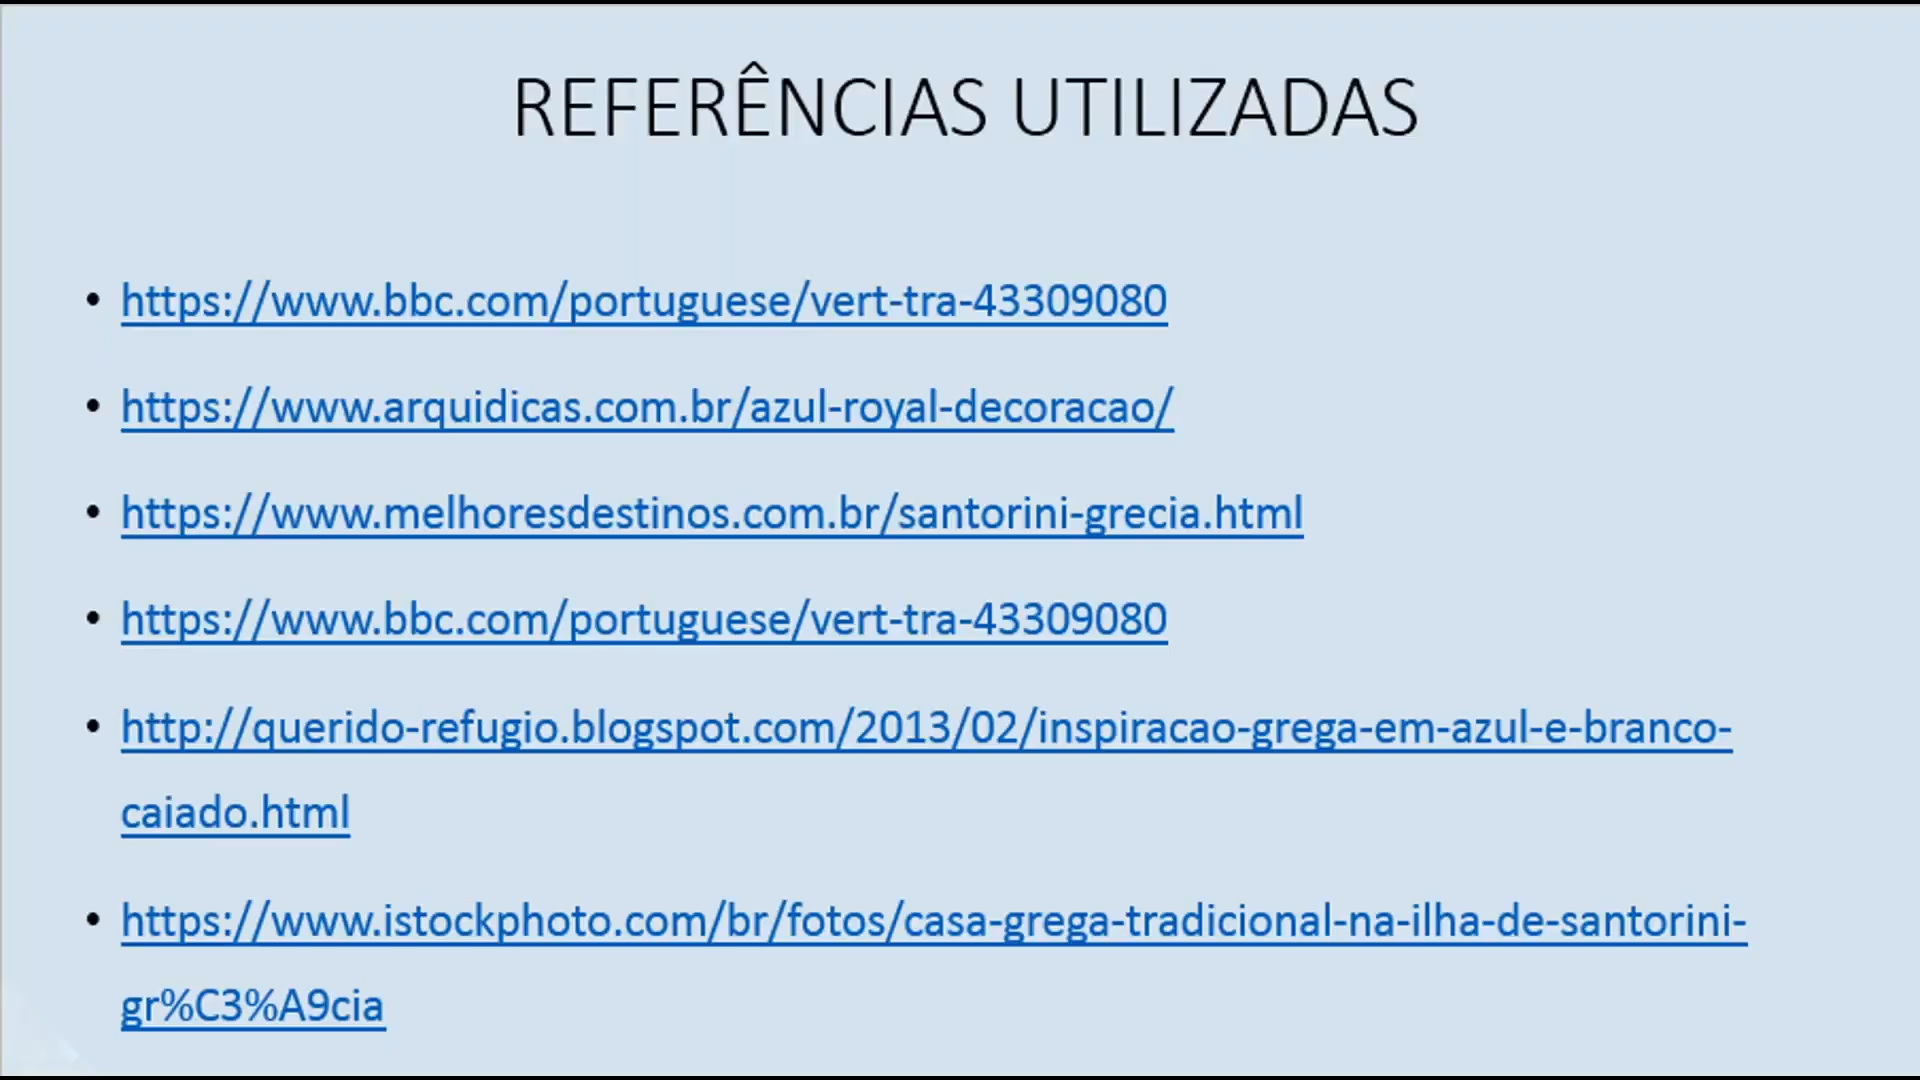 REFERÊNCIAS UTILIZADAS
• https://www.bbc.com/portuguese/vert-tra-43309080
• https://www.arquidicas.com.br/azul-royal-decoracao/
• https://www.melhoresdestinos.com.br/santorini-grecia.html
• https://www.bbc.com/portuguese/vert-tra-43309080
• http://querido-refugio.blogspot.com/2013/02/inspiracao-grega-em-azul-e-branco-
caiado.html
• https://www.istockphoto.com/br/fotos/casa-grega-tradicional-na-ilha-de-santorini-
gr%C3%A9cia